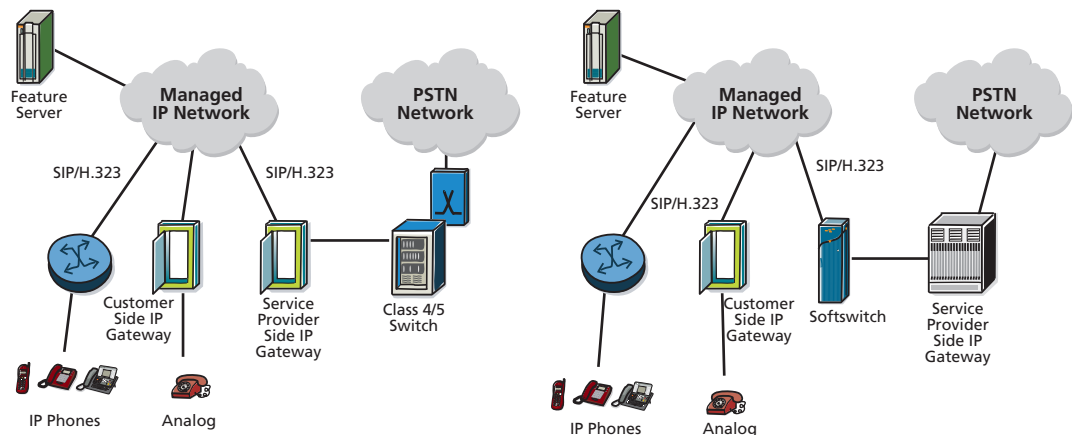 Feature
Server
Managed
IP Network
PSTN
Network
SIP/H.323
SIP/H.323
Customer
Side IP
Gateway
Service
Provider
Side IP
Gateway
Class 4/5
Switch
IP Phones
Analog
Feature
Server
Managed
IP Network
PSTN
Network
SIP/H.323
SIP/H.323
Customer
Side IP
Gateway
Softswitch
Service
Provider
Side IP
Gateway
IP Phones
Analog